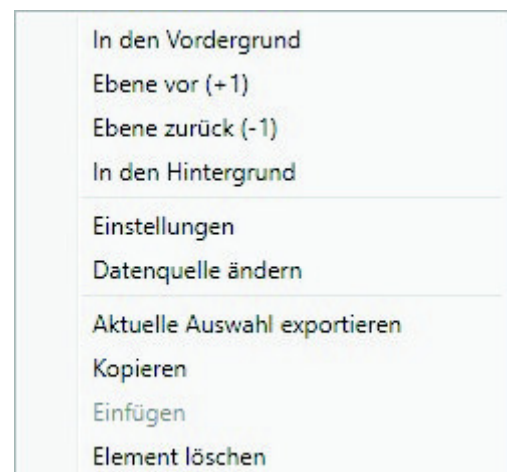 In den Vordergrund
Ebene vor (+1)
Ebene zurück (-1)
In den Hintergrund
Einstellungen
Datenquelle ändern
Aktuelle Auswahl exportieren
Kopieren
Einfügen
Element löschen